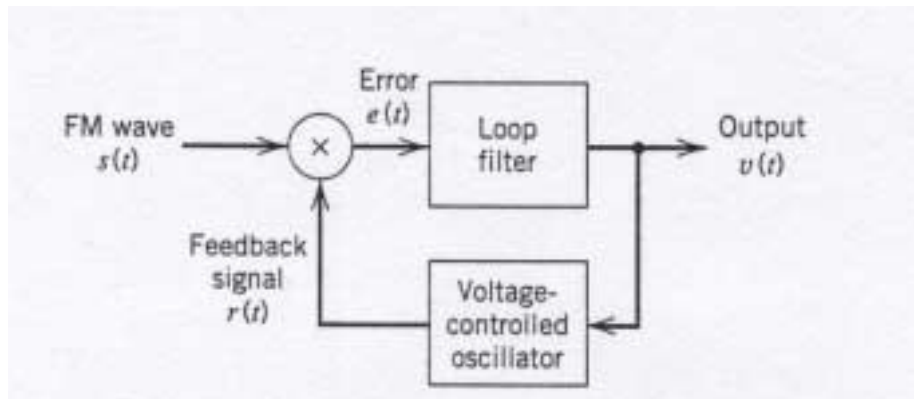 FM wave
s(t)
×
Error
e(t)
Loop
filter
Output
v(t)
Feedback
signal
r(t)
Voltage-
controlled
oscillator